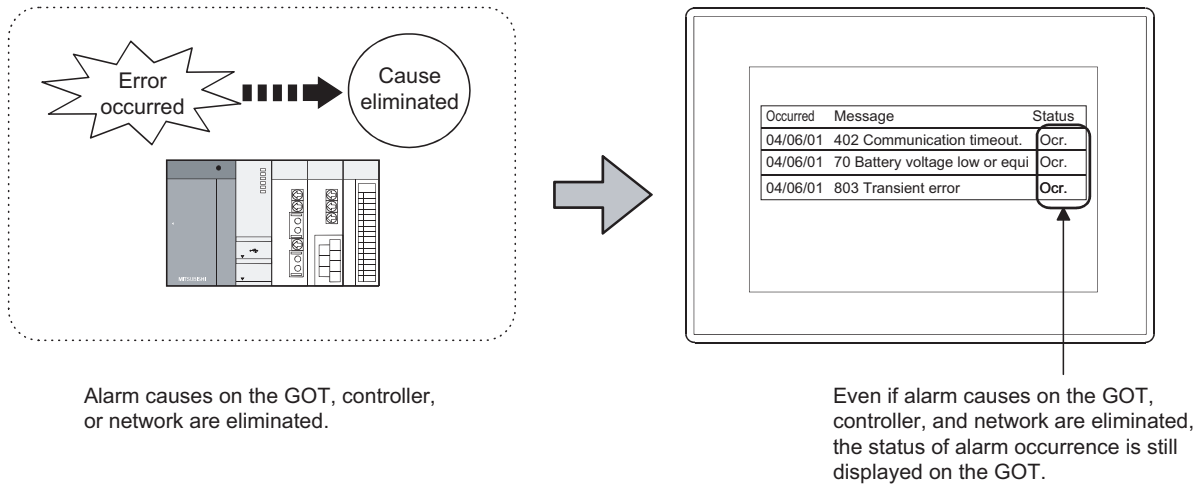 Error
occurred
Cause
eliminated
MITSUBISHI
Alarm causes on the GOT, controller,
or network are eliminated.
Occurred Message Status
04/06/01 402 Communication timeout. Ocr.
04/06/01 70 Battery voltage low or equi Ocr.
04/06/01 803 Transient error Ocr.
Even if alarm causes on the GOT,
controller, and network are eliminated,
the status of alarm occurrence is still
displayed on the GOT.